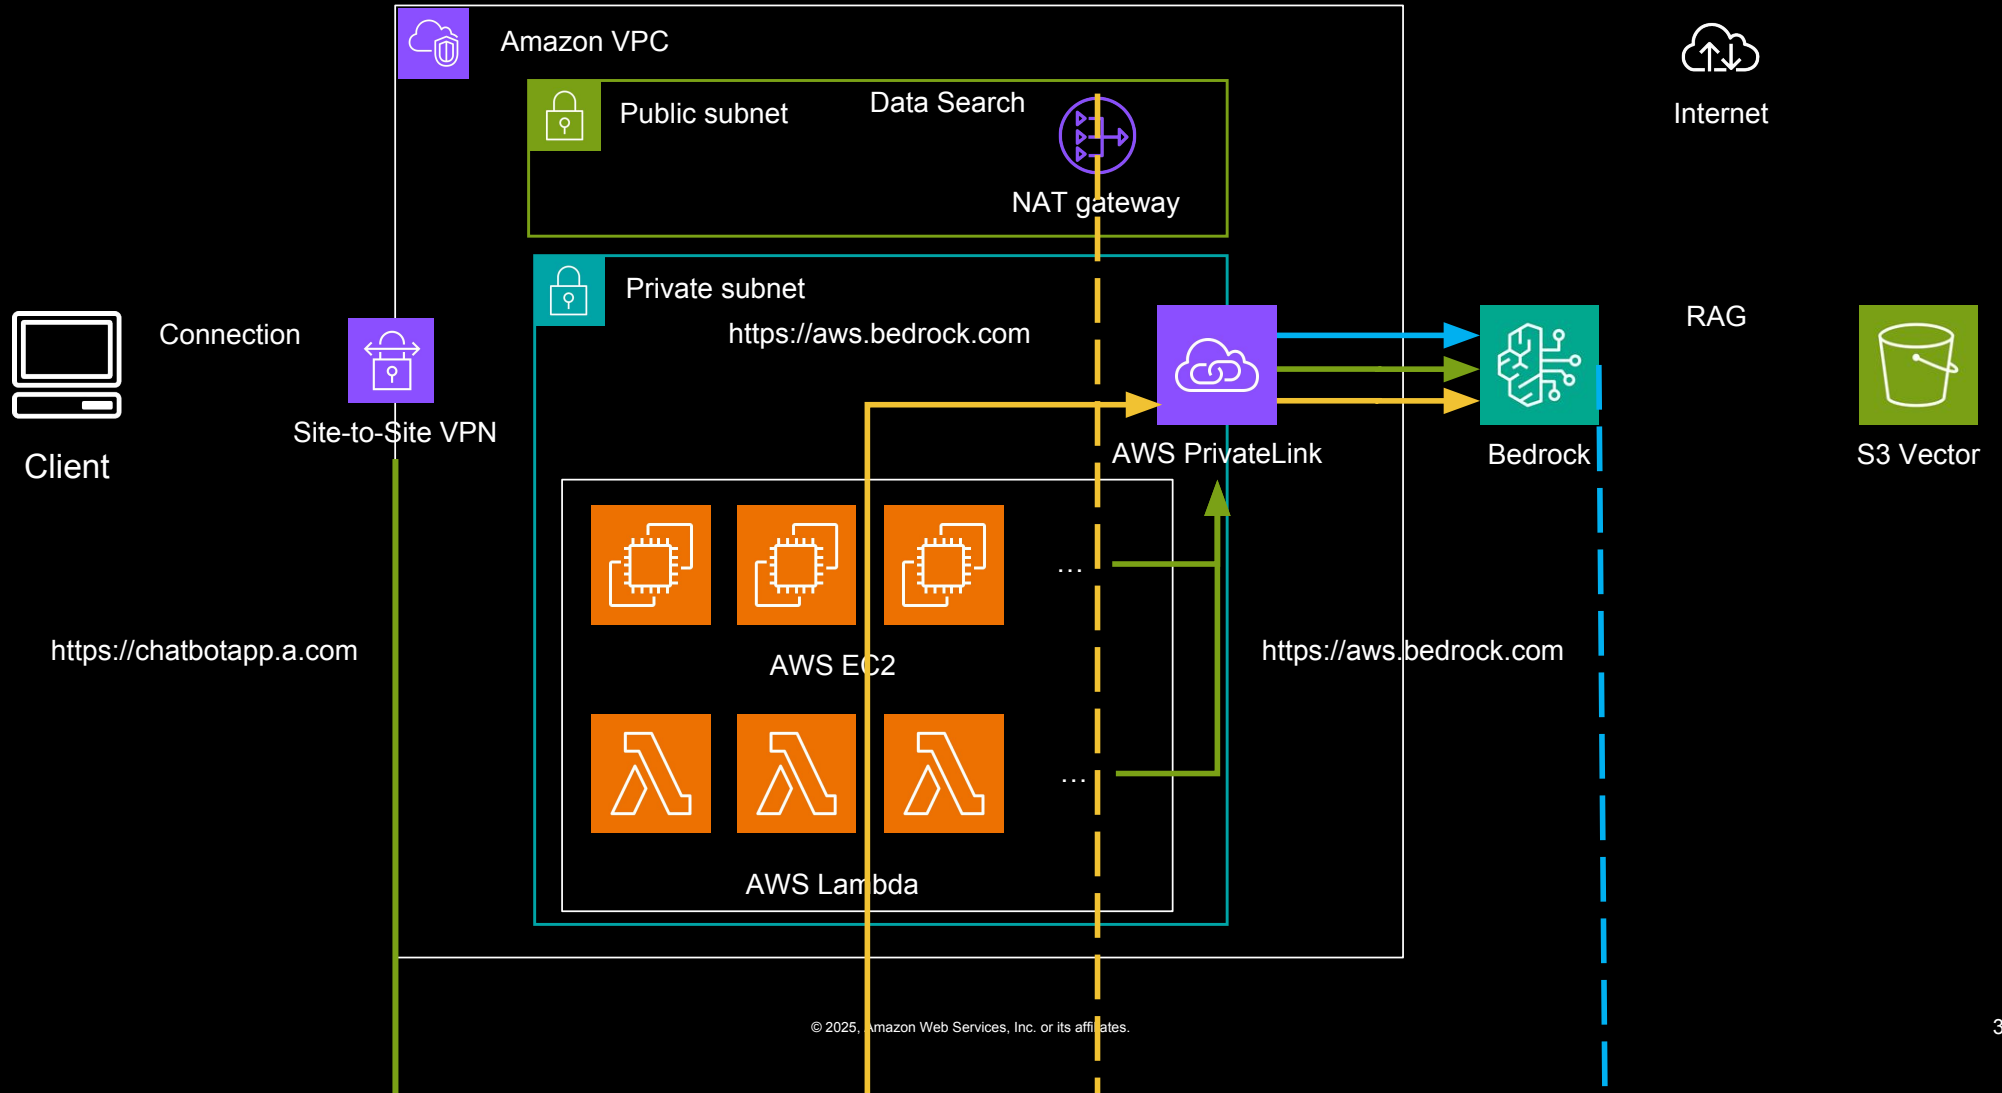 Amazon VPC
Public subnet
Data Search
Internet
NAT gateway
Private subnet
Connection
https://aws.bedrock.com
RAG
Site-to-Site VPN
Client
AWS PrivateLink
Bedrock
S3 Vector
...
https://chatbotapp.a.com
AWS EC2
https://aws.bedrock.com
...
AWS Lambda
© 2025, Amazon Web Services, Inc. or its affiliates.
3